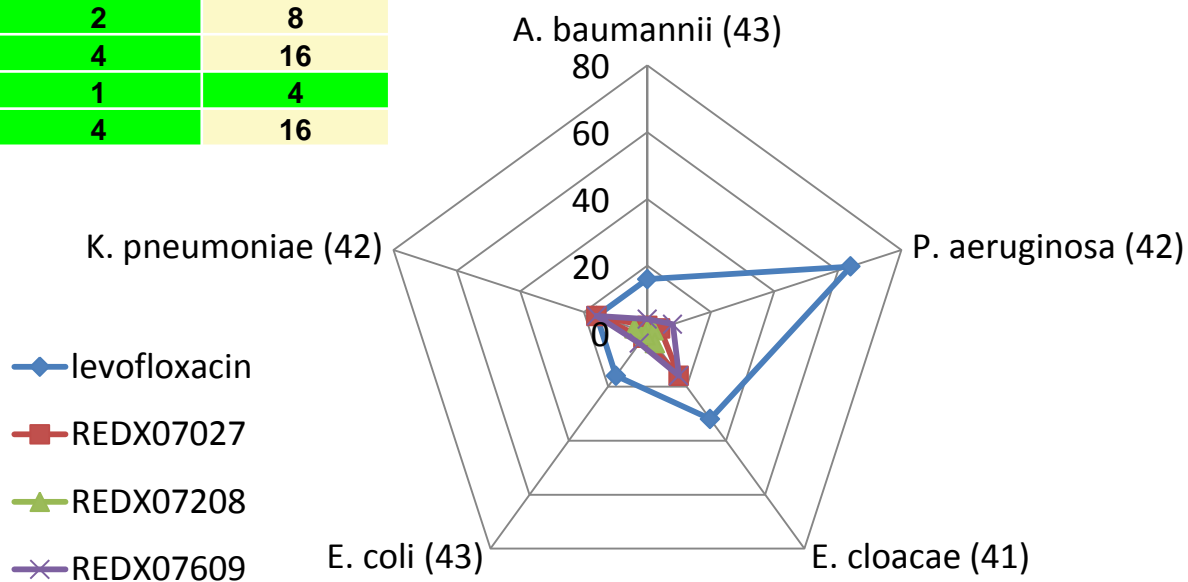 2 8
4 16
1 4
4 16
A. baumannii (43)
80
60
40
20
0
P. aeruginosa (42)
E. cloacae (41)
E. coli (43)
K. pneumoniae (42)
levofloxacin
REDX07027
REDX07208
REDX07609